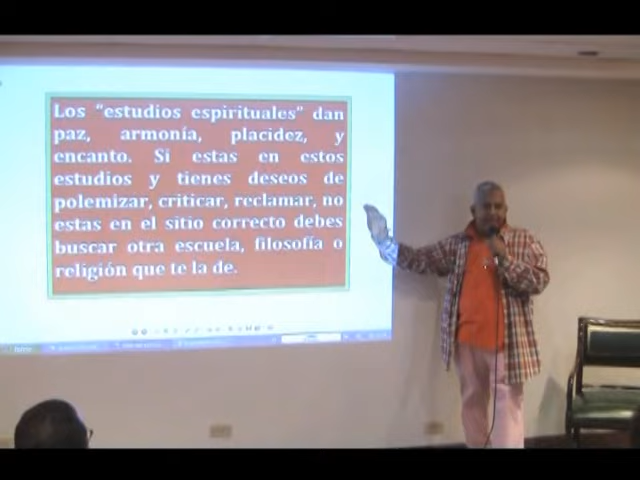 Los "estudios espirituales" dan
paz, armonía, placidez, y
encanto. Si estas en estos
estudios y tienes deseos de
polemizar, criticar, reclamar, no
estas en el sitio correcto debes
buscar otra escuela, filosofía o
religión que te la de.